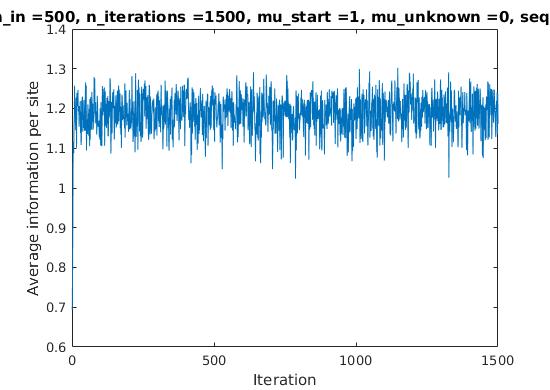 _in =500, n_iterations =1500, mu_start =1, mu_unknown =0, seq
1.4
1.3
1.2
1.1
1
0.9
0.8
0.7
0.6
Average information per site
0 500 1000 1500
Iteration